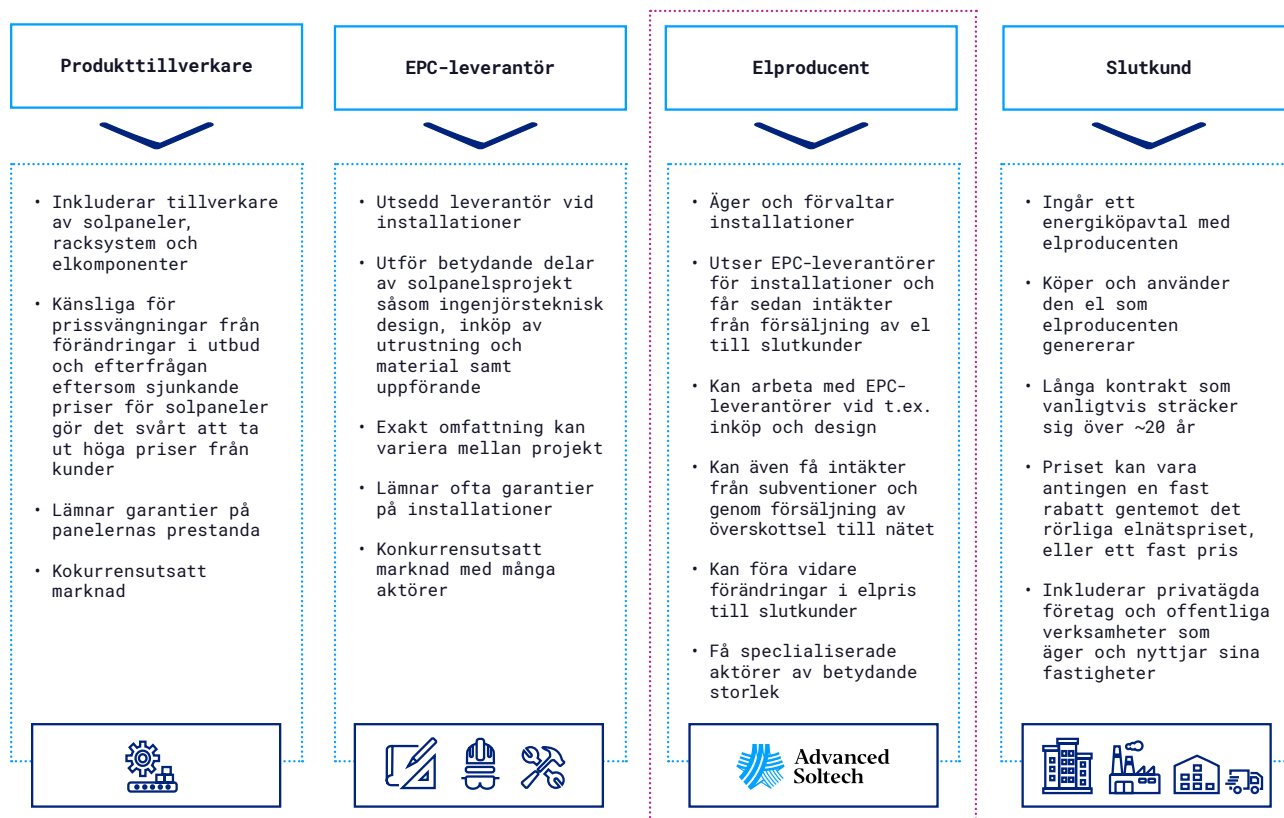 Produkttillverkare
• Inkluderar tillverkare
av solpaneler,
racksystem och
elkomponenter
• Känsliga för
prissvängningar från
förändringar i utbud
och efterfrågan
eftersom sjunkande
priser för solpaneler
gör det svårt att ta
ut höga priser från
kunder
• Lämnar garantier på
panelernas prestanda
• Kokurrensutsatt
marknad
EPC-leverantör
• Utsedd leverantör vid
installationer
• Utför betydande delar
av solpanelsprojekt
såsom ingenjörsteknisk
design, inköp av
utrustning och
material samt
uppförande
• Exakt omfattning kan
variera mellan projekt
• Lämnar ofta garantier
på installationer
• Konkurrensutsatt
marknad med många
aktörer
Elproducent
• Äger och förvaltar
installationer
• Utser EPC-leverantörer
för installationer och
får sedan intäkter
från försäljning av el
till slutkunder
• Kan arbeta med EPC-
leverantörer vid t.ex.
inköp och design
• Kan även få intäkter
från subventioner och
genom försäljning av
överskottsel till nätet
• Kan föra vidare
förändringar i elpris
till slutkunder
• Få speclialiserade
aktörer av betydande
storlek
Advanced
Soltech
Slutkund
• Ingår ett
energiköpavtal med
elproducenten
• Köper och använder
den el som
elproducenten
genererar
• Långa kontrakt som
vanligtvis sträcker
sig över ~20 år
• Priset kan vara
antingen en fast
rabatt gentemot det
rörliga elnätspriset,
eller ett fast pris
• Inkluderar privatägda
företag och offentliga
verksamheter som
äger och nyttjar sina
fastigheter